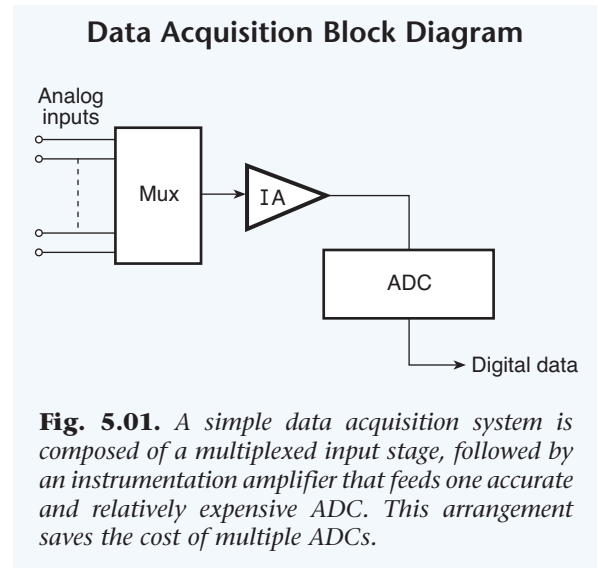 Data Acquisition Block Diagram
Analog
inputs
Mux
IA
ADC
Digital data
Fig. 5.01. A simple data acquisition system is
composed of a multiplexed input stage, followed by
an instrumentation amplifier that feeds one accurate
and relatively expensive ADC. This arrangement
saves the cost of multiple ADCs.